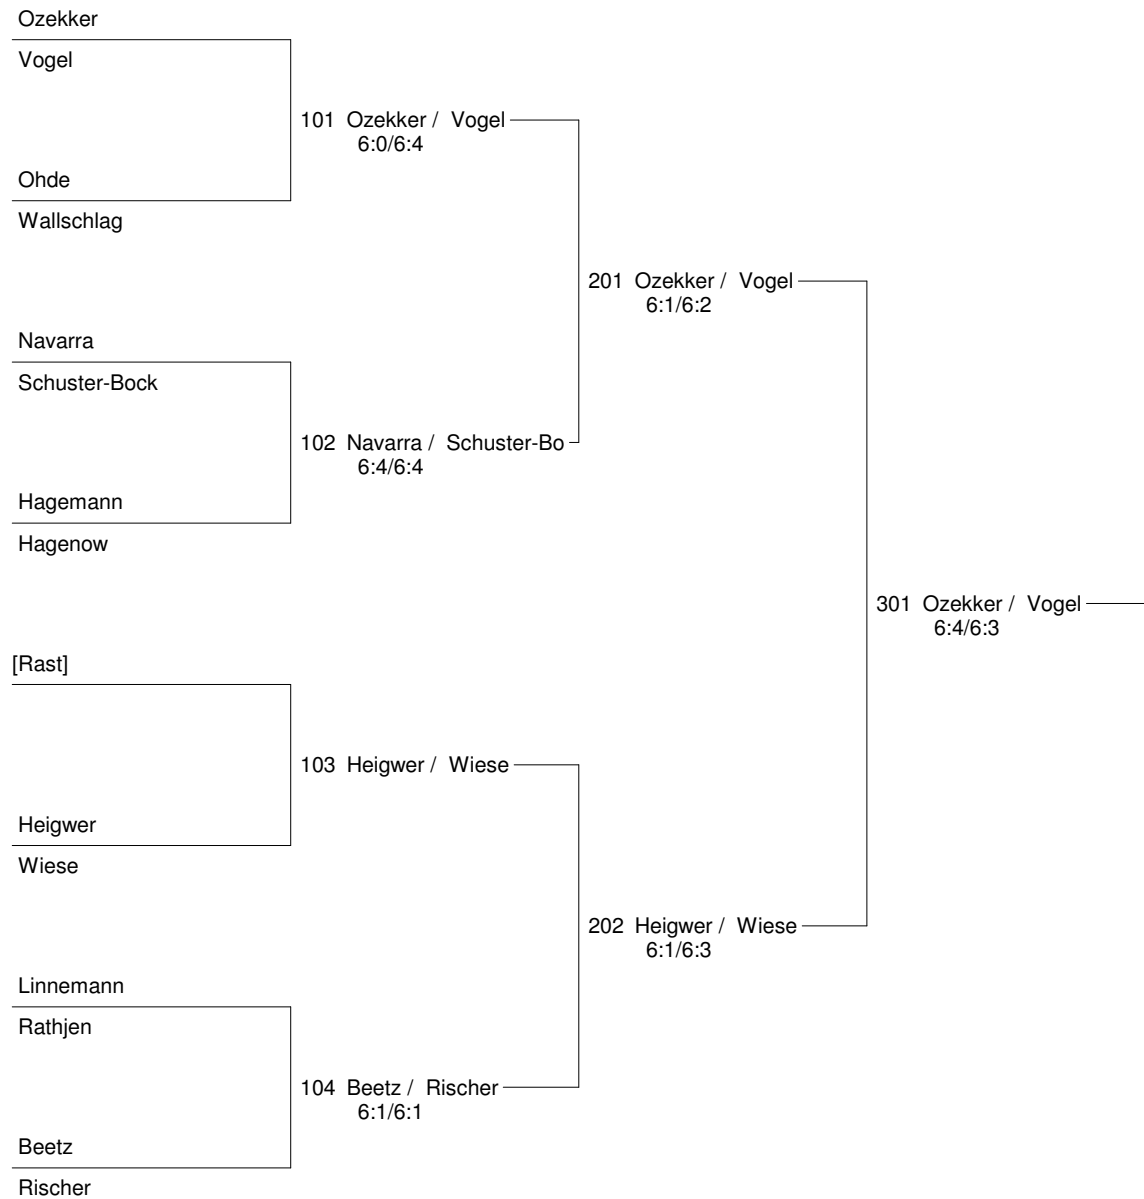 Ozekker
Vogel
101 Ozekker / Vogel
6:0/6:4
Ohde
Wallschlag
201 Ozekker / Vogel
6:1/6:2
Navarra
Schuster-Bock
102 Navarra / Schuster-Bo
6:4/6:4
Hagemann
Hagenow
301 Ozekker / Vogel
6:4/6:3
[Rast]
103 Heigwer / Wiese
Heigwer
Wiese
202 Heigwer / Wiese
6:1/6:3
Linnemann
Rathjen
104 Beetz / Rischer
6:1/6:1
Beetz
Rischer